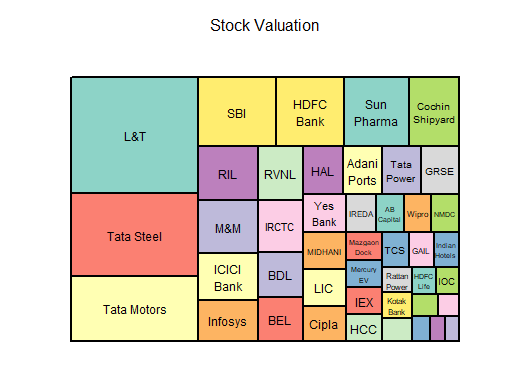 Stock Valuation
L&T
Tata Steel
Tata Motors
SBI
HDFC
Bank
Sun
Pharma
Cochin
Shipyard
RIL
M&M
ICICI
Bank
Infosys
RVNL
IRCTC
BDL
BEL
HAL
Yes
Bank
MIDHANI
LIC
Cipla
Adani
Ports
Tata
Power
GRSE
IREDA
AB
Capital
Wipro
NMDC
Mazgaon
Dock
Mercury
EV
IEX
HCC
TCS
GAIL
Indian
Hotels
Rattan
Power
HDFC
Life
IOC
Kotak
Bank